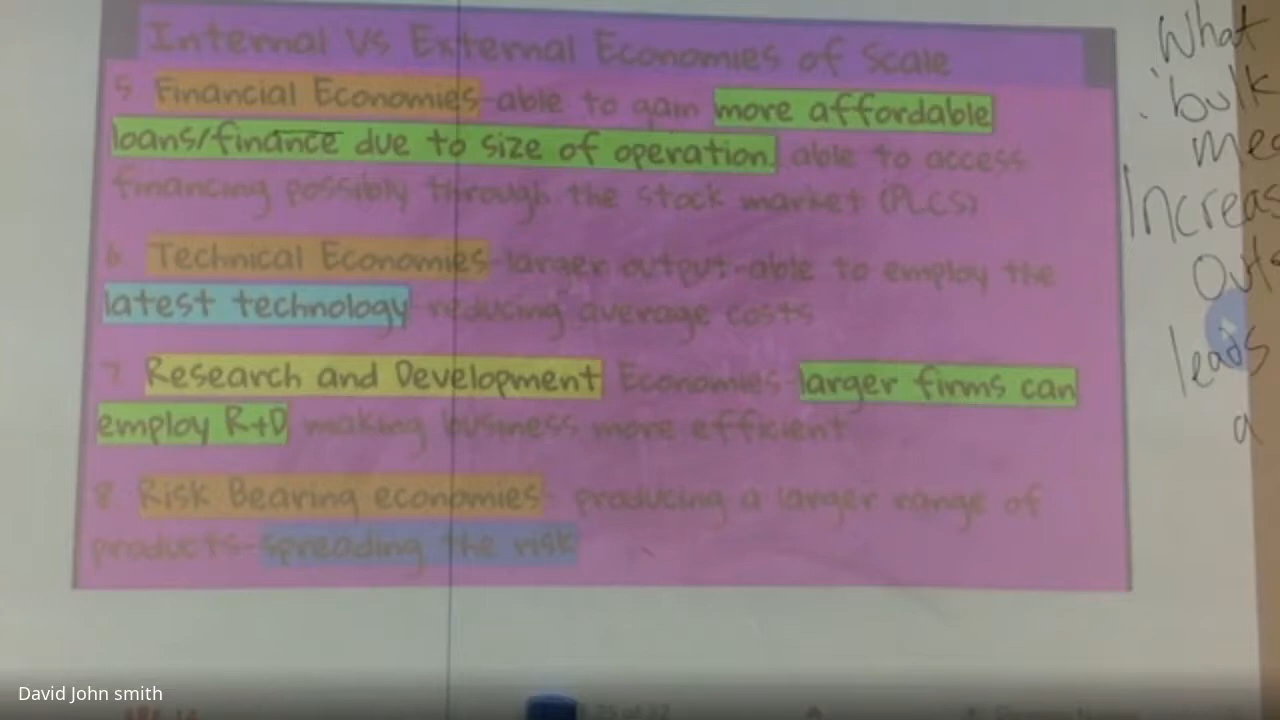 Internal Vs External Economies of Scale
5 Financial Economies-able to gain more affordable
loans/finance due to size of operation. able to access
financing possibly through the stock market (PLCS)
6 Technical Economies-larger output-able to employ the
latest technology-reducing average costs
7 Research and Development Economies-larger firms can
employ R+D making business more efficient
8 Risk Bearing economies- producing a larger range of
products-spreading the risk
What
bulk
Increas
leads
a
David John smith